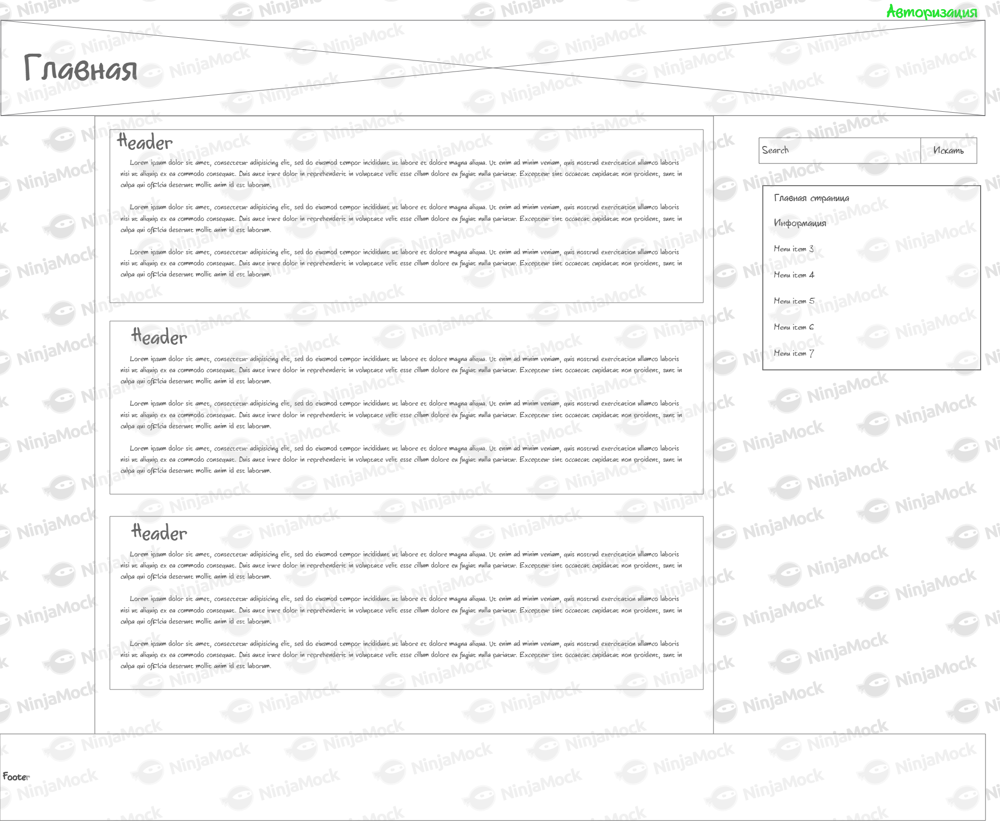 Авторизация
Главная
Header
Lorem ipsum dolor sit amet, consectetur adipisicing elit, sed do eiusmod tempor incididunt ut labore et dolore magna aliqua. Ut enim ad minim veniam, quis nostrud exercitation ullamco laboris
nisi ut aliquip ex ea commodo consequat. Duis aute irure dolor in reprehenderit in voluptate velit esse cillum dolore eu fugiat nulla pariatur. Excepteur sint occaecat cupidatat non proident, sunt in
culpa qui officia deserunt mollit anim id est laborum.
Lorem ipsum dolor sit amet, consectetur adipisicing elit, sed do eiusmod tempor incididunt ut labore et dolore magna aliqua. Ut enim ad minim veniam, quis nostrud exercitation ullamco laboris
nisi ut aliquip ex ea commodo consequat. Duis aute irure dolor in reprehenderit in voluptate velit esse cillum dolore eu fugiat nulla pariatur. Excepteur sint occaecat cupidatat non proident, sunt in
culpa qui officia deserunt mollit anim id est laborum.
Lorem ipsum dolor sit amet, consectetur adipisicing elit, sed do eiusmod tempor incididunt ut labore et dolore magna aliqua. Ut enim ad minim veniam, quis nostrud exercitation ullamco laboris
nisi ut aliquip ex ea commodo consequat. Duis aute irure dolor in reprehenderit in voluptate velit esse cillum dolore eu fugiat nulla pariatur. Excepteur sint occaecat cupidatat non proident, sunt in
culpa qui officia deserunt mollit anim id est laborum.
Header
Lorem ipsum dolor sit amet, consectetur adipisicing elit, sed do eiusmod tempor incididunt ut labore et dolore magna aliqua. Ut enim ad minim veniam, quis nostrud exercitation ullamco laboris
nisi ut aliquip ex ea commodo consequat. Duis aute irure dolor in reprehenderit in voluptate velit esse cillum dolore eu fugiat nulla pariatur. Excepteur sint occaecat cupidatat non proident, sunt in
culpa qui officia deserunt mollit anim id est laborum.
Lorem ipsum dolor sit amet, consectetur adipisicing elit, sed do eiusmod tempor incididunt ut labore et dolore magna aliqua. Ut enim ad minim veniam, quis nostrud exercitation ullamco laboris
nisi ut aliquip ex ea commodo consequat. Duis aute irure dolor in reprehenderit in voluptate velit esse cillum dolore eu fugiat nulla pariatur. Excepteur sint occaecat cupidatat non proident, sunt in
culpa qui officia deserunt mollit anim id est laborum.
Lorem ipsum dolor sit amet, consectetur adipisicing elit, sed do eiusmod tempor incididunt ut labore et dolore magna aliqua. Ut enim ad minim veniam, quis nostrud exercitation ullamco laboris
nisi ut aliquip ex ea commodo consequat. Duis aute irure dolor in reprehenderit in voluptate velit esse cillum dolore eu fugiat nulla pariatur. Excepteur sint occaecat cupidatat non proident, sunt in
culpa qui officia deserunt mollit anim id est laborum.
Header
Lorem ipsum dolor sit amet, consectetur adipisicing elit, sed do eiusmod tempor incididunt ut labore et dolore magna aliqua. Ut enim ad minim veniam, quis nostrud exercitation ullamco laboris
nisi ut aliquip ex ea commodo consequat. Duis aute irure dolor in reprehenderit in voluptate velit esse cillum dolore eu fugiat nulla pariatur. Excepteur sint occaecat cupidatat non proident, sunt in
culpa qui officia deserunt mollit anim id est laborum.
Lorem ipsum dolor sit amet, consectetur adipisicing elit, sed do eiusmod tempor incididunt ut labore et dolore magna aliqua. Ut enim ad minim veniam, quis nostrud exercitation ullamco laboris
nisi ut aliquip ex ea commodo consequat. Duis aute irure dolor in reprehenderit in voluptate velit esse cillum dolore eu fugiat nulla pariatur. Excepteur sint occaecat cupidatat non proident, sunt in
culpa qui officia deserunt mollit anim id est laborum.
Lorem ipsum dolor sit amet, consectetur adipisicing elit, sed do eiusmod tempor incididunt ut labore et dolore magna aliqua. Ut enim ad minim veniam, quis nostrud exercitation ullamco laboris
nisi ut aliquip ex ea commodo consequat. Duis aute irure dolor in reprehenderit in voluptate velit esse cillum dolore eu fugiat nulla pariatur. Excepteur sint occaecat cupidatat non proident, sunt in
culpa qui officia deserunt mollit anim id est laborum.
Search
Искать
Главная страница
Информация
Menu item 3
Menu item 4
Menu item 5
Menu item 6
Menu item 7
Footer
NinjaMock